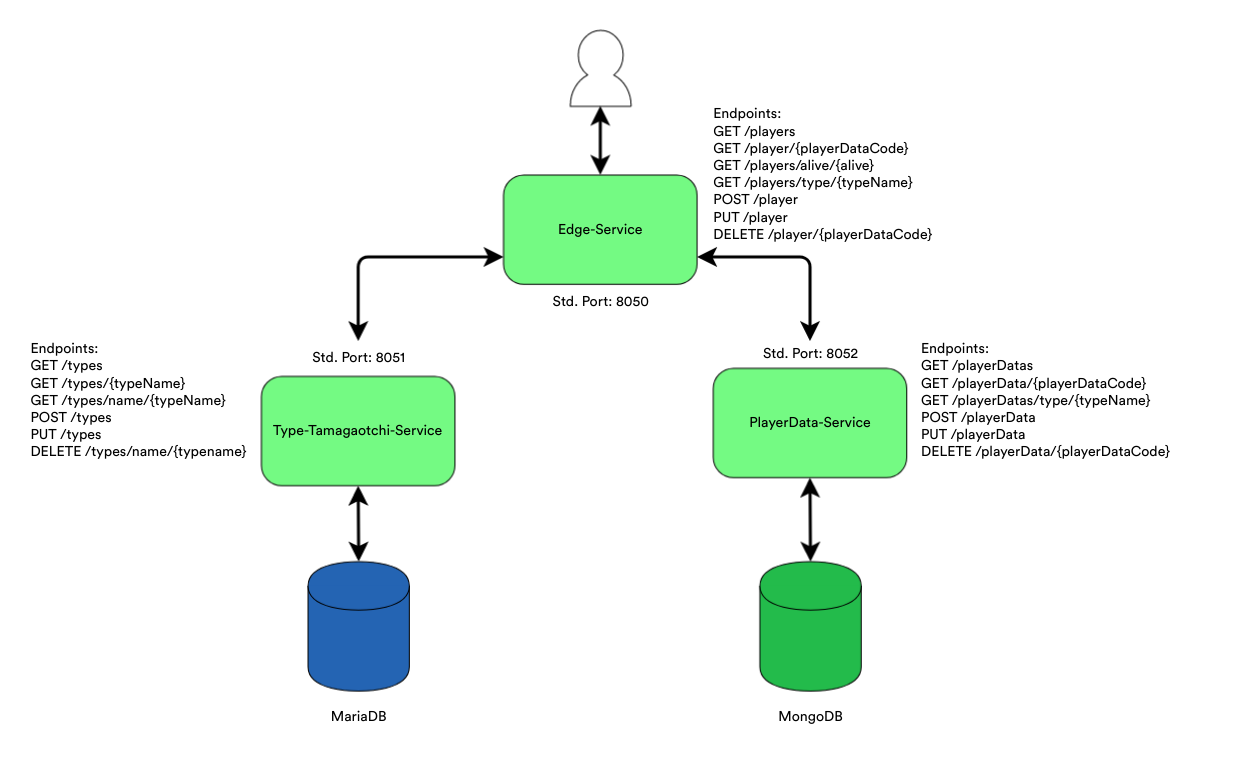 Endpoints:
GET /players
GET /player/{playerDataCode}
GET /players/alive/{alive}
GET /players/type/{typeName}
POST /player
PUT /player
DELETE /player/{playerDataCode}
Edge-Service
Std. Port: 8050
Endpoints:
GET /types
GET /types/{typeName}
GET /types/name/{typeName}
POST /types
PUT /types
DELETE /types/name/{typename}
Std. Port: 8051
Type-Tamagaotchi-Service
Std. Port: 8052
PlayerData-Service
Endpoints:
GET /playerDatas
GET /playerData/{playerDataCode}
GET /playerDatas/type/{typeName}
POST /playerData
PUT /playerData
DELETE /playerData/{playerDataCode}
MariaDB
MongoDB